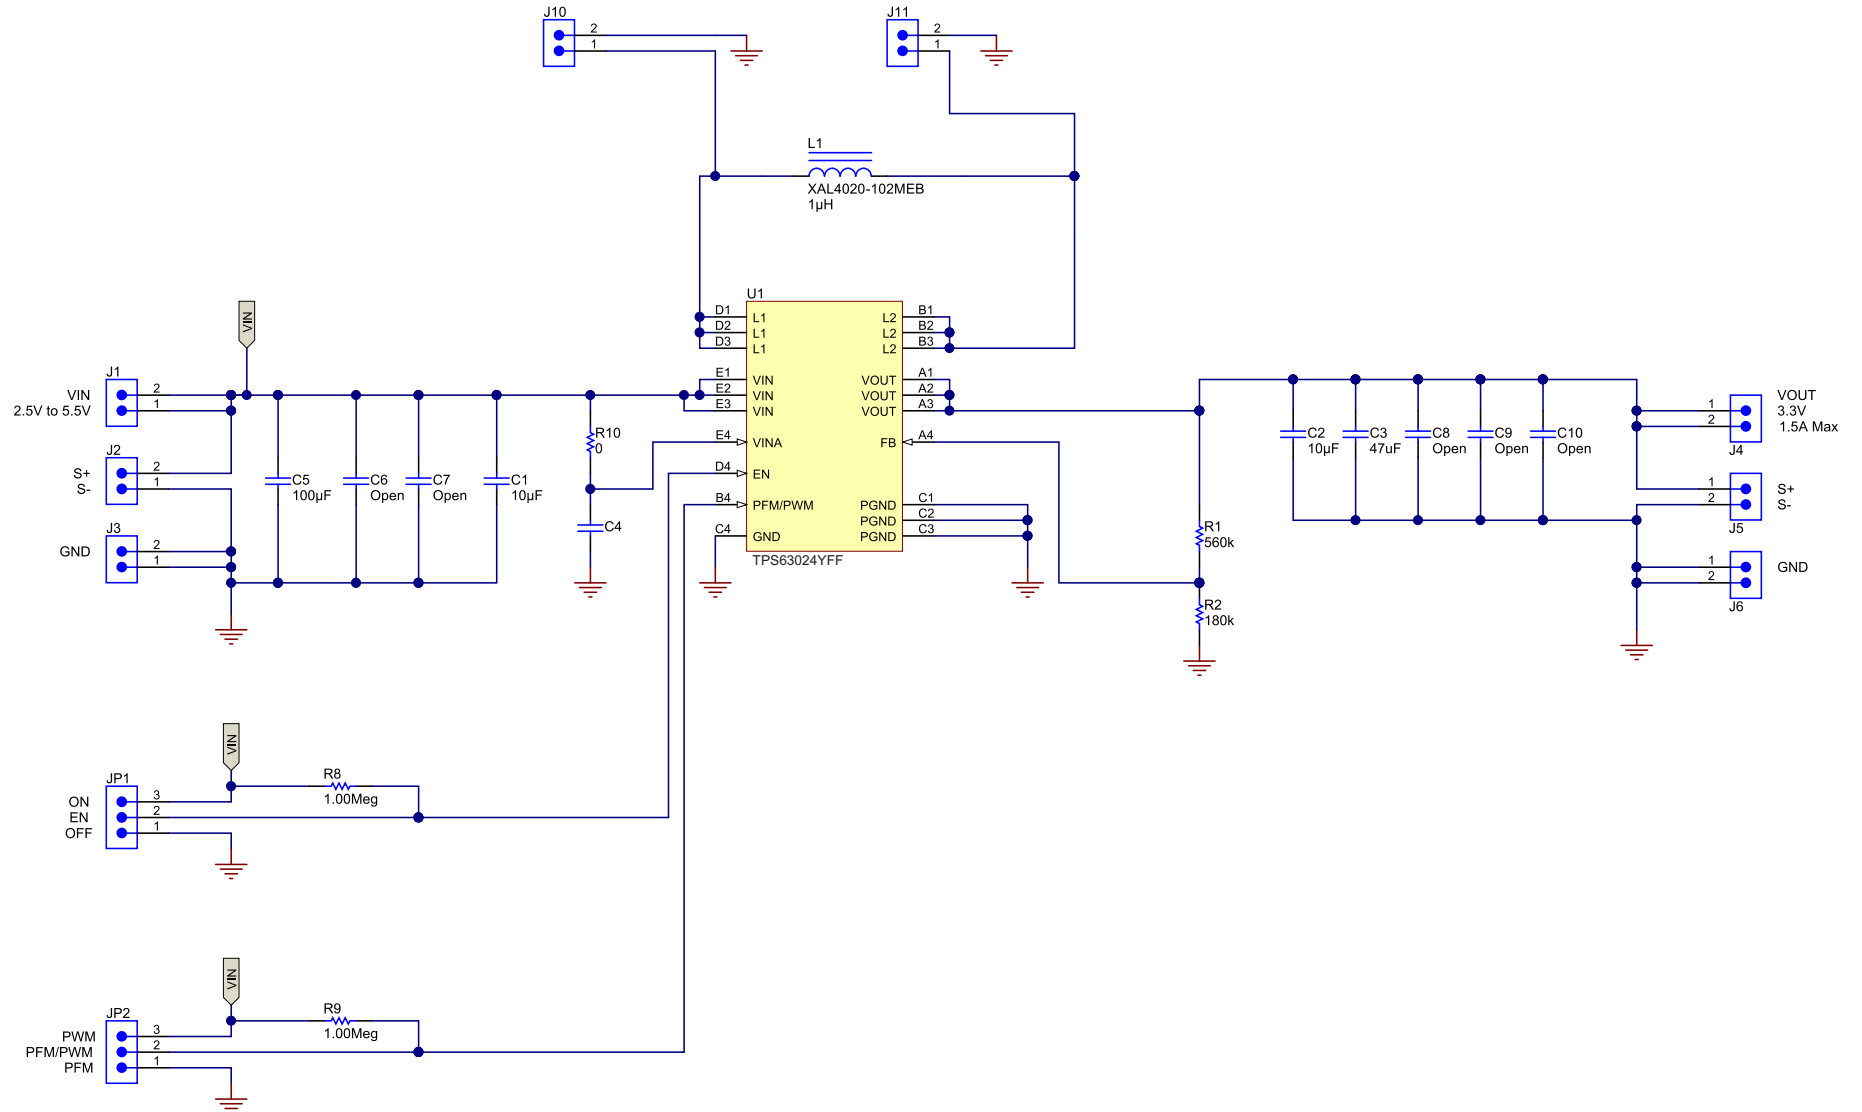 J10
2
1
J11
2
1
L1
XAL4020-102MEB
1µH
U1
D1 L1
D2 L1
D3 L1
E1 VIN
E2 VIN
E3 VIN
E4 VINA
D4 EN
B4 PFM/PWM
C4 GND
L2 B1
L2 B2
L2 B3
VOUT A1
VOUT A2
VOUT A3
FB A4
PGND C1
PGND C2
PGND C3
TPS63024YFF
VIN
J1
VIN 2
2.5V to 5.5V 1
J2
S+ 2
S- 1
J3
GND 2
1
C5
100µF
C6
Open
C7
Open
C1
10µF
R10
0
C4
R1
560k
R2
180k
C2
10µF
C3
47uF
C8
Open
C9
Open
C10
Open
VOUT
1 3.3V
2 1.5A Max
J4
1 S+
2 S-
J5
1 GND
2
J6
VIN
JP1
ON 3
EN 2
OFF 1
R8
1.00Meg
VIN
JP2
PWM 3
PFM/PWM 2
PFM 1
R9
1.00Meg